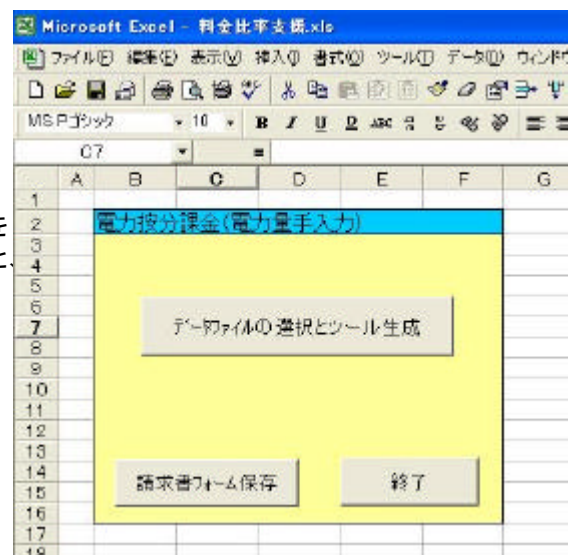 Microsoft Excel - 料金比率支援.xls
ファイル(F) 編集(E) 表示(V) 挿入(I) 書式(O) ツール(T) データ(D) ウィンドウ
MS Pゴシック 10 B I U
C7 =
A B C D E F G
1
2 電力按分課金(電力量手入力)
3
4
5
6
7 データファイルの選択とツール生成
8
9
10
11
12
13
14 請求書フォーム保存 終了
15
16
17
18